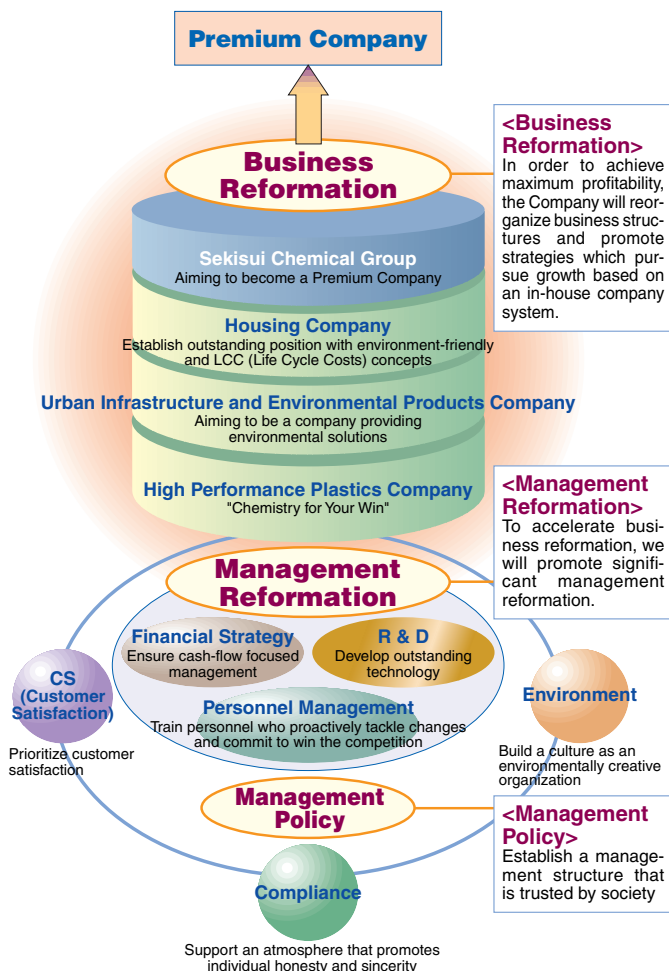 Premium Company
Business
Reformation
<Business
Reformation>
In order to achieve
maximum profitability,
the Company will reor-
ganize business struc-
tures and promote
strategies which pur-
sue growth based on
an in-house company
system.
Sekisui Chemical Group
Aiming to become a Premium Company
Housing Company
Establish outstanding position with environment-friendly
and LCC (Life Cycle Costs) concepts
Urban Infrastructure and Environmental Products Company
Aiming to be a company providing
environmental solutions
High Performance Plastics Company
"Chemistry for Your Win"
<Management
Reformation>
To accelerate busi-
ness reformation, we
will promote signifi-
cant management
reformation.
Management
Reformation
Financial Strategy
Ensure cash-flow focused
management
R & D
Develop outstanding
technology
Personnel Management
Train personnel who proactively tackle changes
and commit to win the competition
CS
(Customer
Satisfaction)
Prioritize customer
satisfaction
Environment
Build a culture as an
environmentally creative
organization
Management
Policy
<Management
Policy>
Establish a manage-
ment structure that
is trusted by society
Compliance
Support an atmosphere that promotes
individual honesty and sincerity